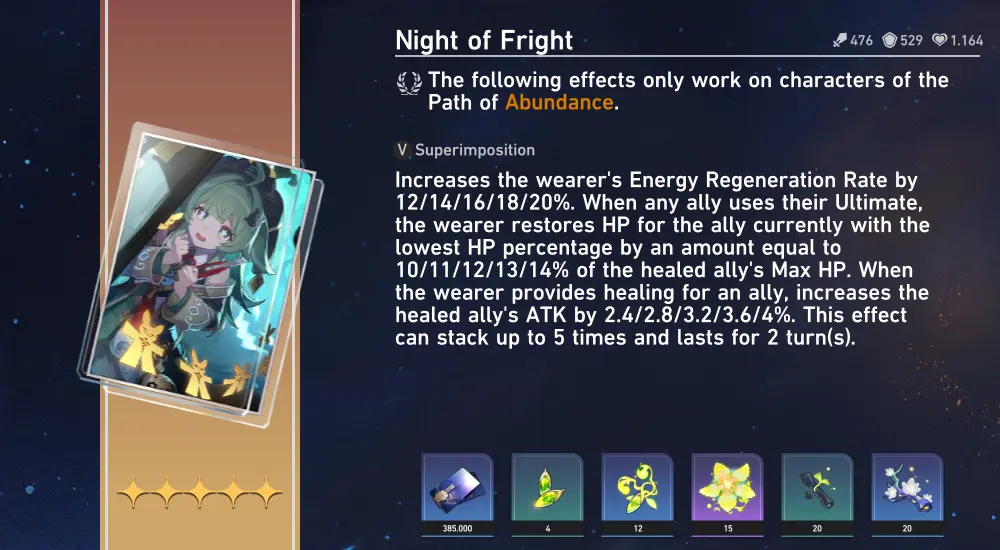 Night of Fright
476 529 1.164
The following effects only work on characters of the
Path of Abundance.
V Superimposition
Increases the wearer's Energy Regeneration Rate by
12/14/16/18/20%. When any ally uses their Ultimate,
the wearer restores HP for the ally currently with the
lowest HP percentage by an amount equal to
10/11/12/13/14% of the healed ally's Max HP. When
the wearer provides healing for an ally, increases the
healed ally's ATK by 2.4/2.8/3.2/3.6/4%. This effect
can stack up to 5 times and lasts for 2 turn(s).
385.000 4 12 15 20 20